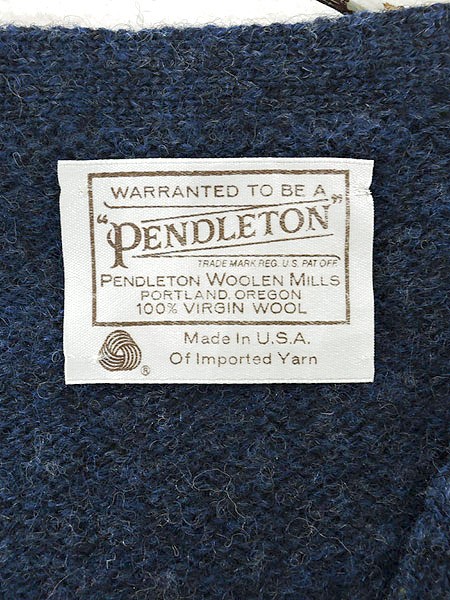 WARRANTED TO BE A
"PENDLETON"
TRADE MARK REG. U.S. PAT OFF.
PENDLETON WOOLEN MILLS
PORTLAND, OREGON
100% VIRGIN WOOL
Made In U.S.A.
Of Imported Yarn
®